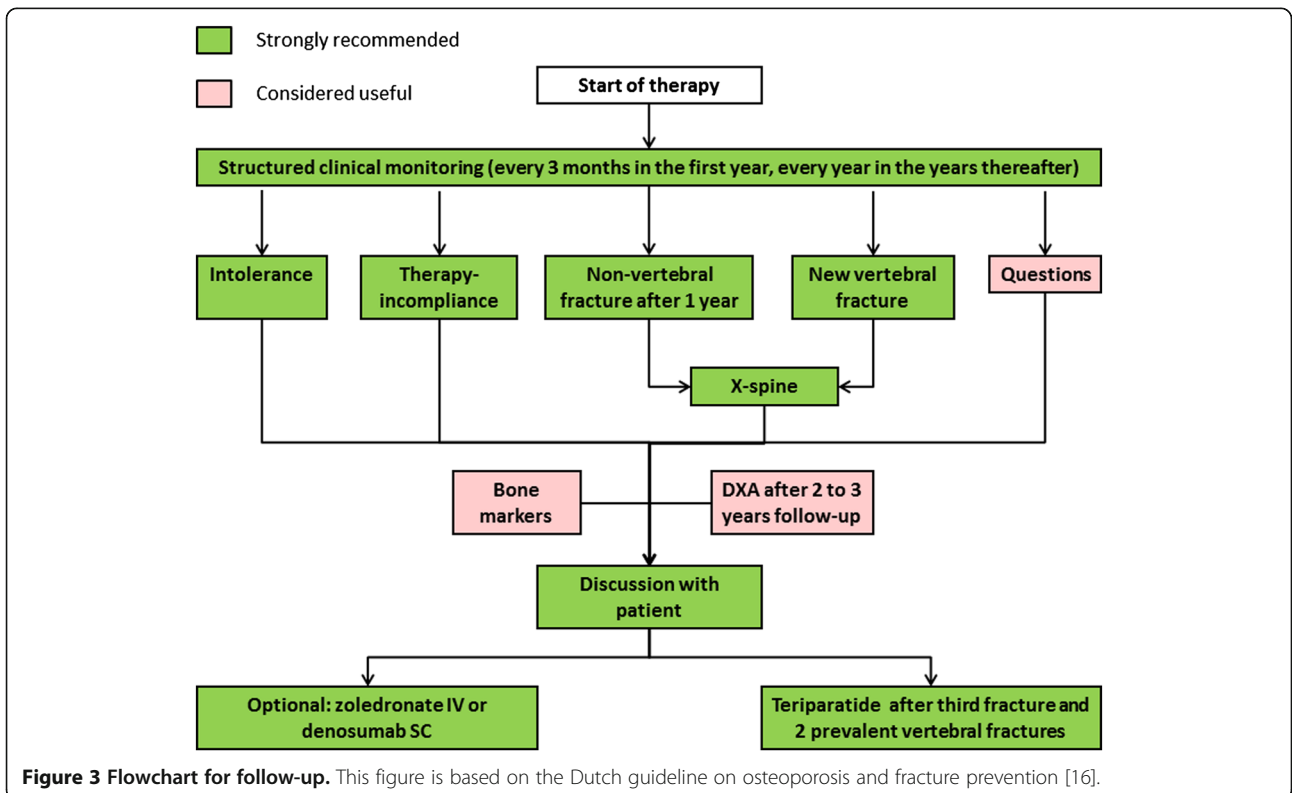 Strongly recommended
Considered useful
Start of therapy
Structured clinical monitoring (every 3 months in the first year, every year in the years thereafter)
Intolerance
Therapy-
incompliance
Non-vertebral
fracture after 1 year
New vertebral
fracture
Questions
X-spine
Bone
markers
DXA after 2 to 3
years follow-up
Discussion with
patient
Optional: zoledronate IV or
denosumab SC
Teriparatide after third fracture and
2 prevalent vertebral fractures
Figure 3 Flowchart for follow-up. This figure is based on the Dutch guideline on osteoporosis and fracture prevention [16].